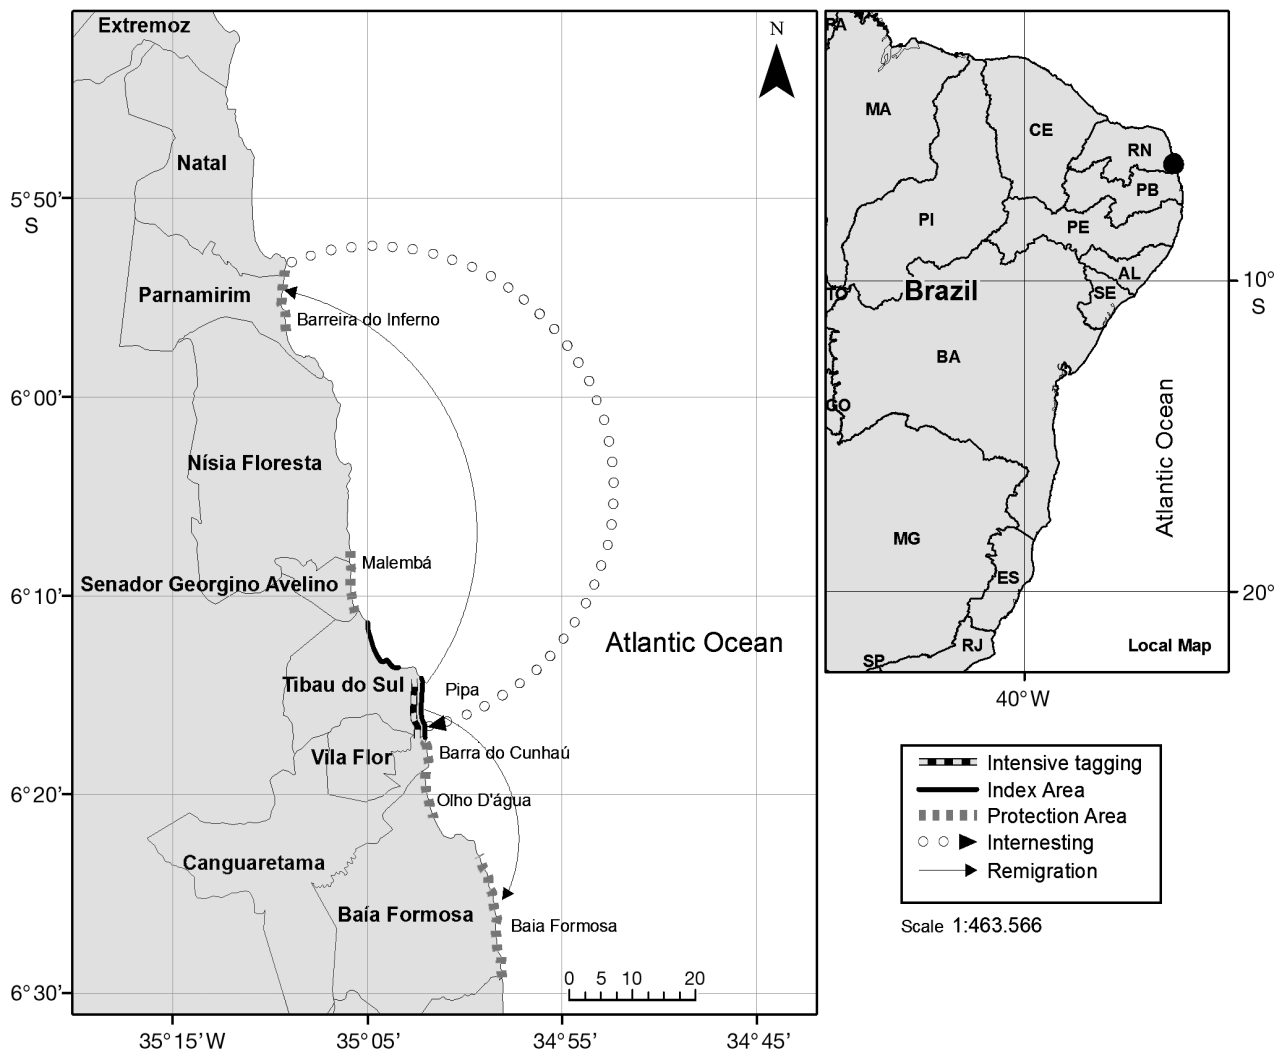 Extremoz
N
Natal
5°50’
S
Parnamirim
Barreira do Inferno
6°00’
Nísia Floresta
Malembá
Senador Georgino Avelino
6°10’
Atlantic Ocean
Tibau do Sul
Pipa
Vila Flor
Barra do Cunhaú
6°20’
Olho D'água
Canguaretama
Baía Formosa
Baia Formosa
0 5 10 20
6°30’
35°15’W
35°05’
34°55’
34°45’
PA
MA
CE
RN
PB
PI
PE
AL
10°
S
TO
Brazil
SE
BA
GO
Atlantic Ocean
MG
ES
20°
RJ
Local Map
SP
40°W
Intensive tagging
Index Area
Protection Area
Internesting
Remigration
Scale 1:463.566